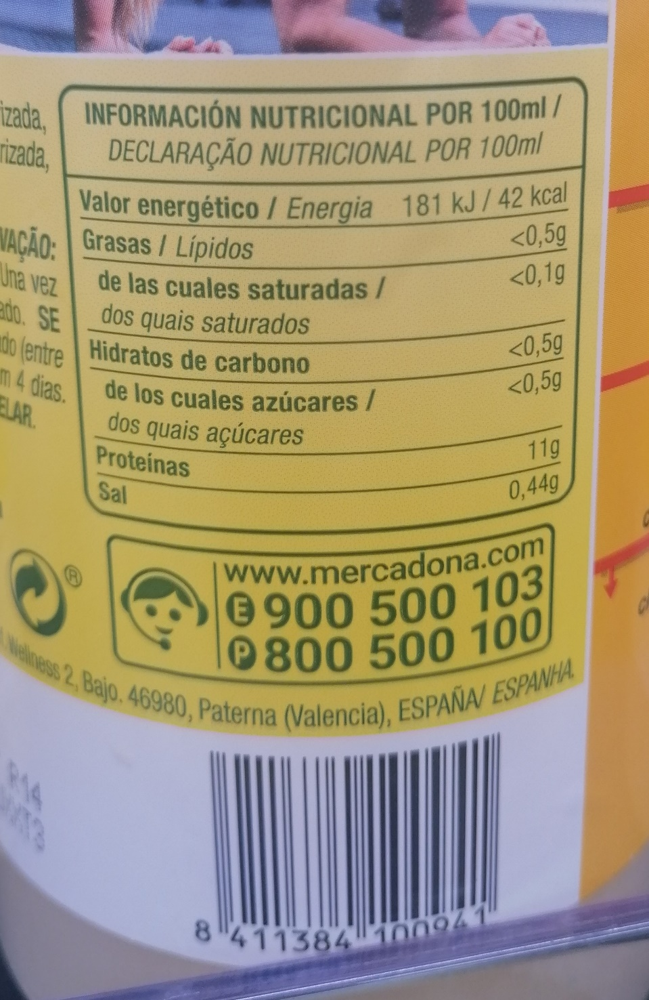 izada,
rizada,
VAÇÃO:
Una vez
ado. SE
do (entre
m 4 dias.
ELAR.
INFORMACIÓN NUTRICIONAL POR 100ml /
DECLARAÇÃO NUTRICIONAL POR 100ml
Valor energético / Energia 181 kJ / 42 kcal
Grasas / Lípidos <0,5g
de las cuales saturadas / <0,1g
dos quais saturados
Hidratos de carbono <0,5g
de los cuales azúcares / <0,5g
dos quais açúcares
Proteínas 11g
Sal 0,44g
®
www.mercadona.com
E 900 500 103
P 800 500 100
Wellness 2, Bajo. 46980, Paterna (Valencia), ESPAÑA/ ESPANHA.
R14
8 411384 100941